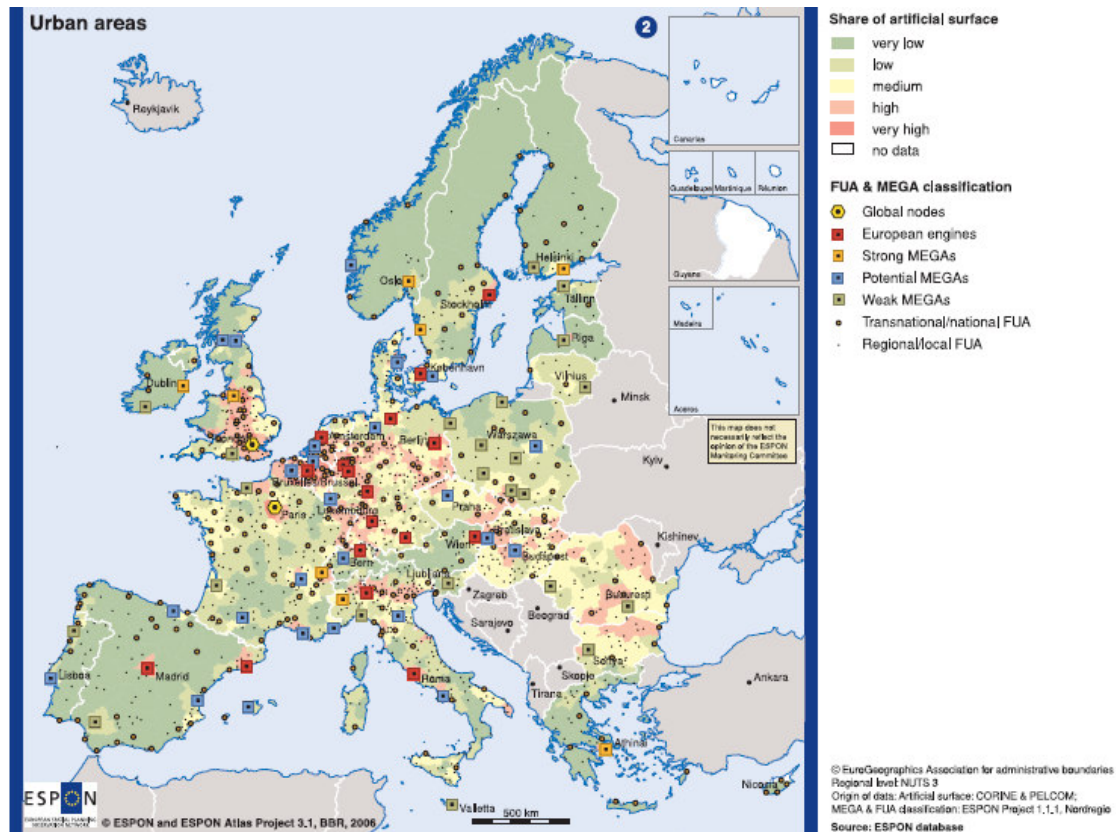 Urban areas
2
Reykjavik
Canarias
Guadeloupe
Martinique
Réunion
Guyane
Madeira
Acores
This map does not
necessarily reflect the
opinion of the ESPON
Monitoring Committee
Helsinki
Oslo
Stockholm
Tallinn
Riga
Dublin
København
Vilnius
Minsk
Amsterdam
Berlin
Warszawa
Kyiv
Bruxelles/Brussel
Paris
Luxembourg
Praha
Bratislava
Wien
Budapest
Kishinev
Bern
Ljubljana
Zagreb
Beograd
Bucuresti
Sarajevo
Sofiya
Skopje
Tirana
Ankara
Lisboa
Madrid
Roma
Athinai
Nicosia
Valletta
500 km
ESPON
EUROPEAN SPATIAL PLANNING
OBSERVATION NETWORK
© ESPON and ESPON Atlas Project 3.1, BBR, 2006
Share of artificial surface
very low
low
medium
high
very high
no data
FUA & MEGA classification
Global nodes
European engines
Strong MEGAs
Potential MEGAs
Weak MEGAs
Transnational/national FUA
Regional/local FUA
© EuroGeographics Association for administrative boundaries
Regional level: NUTS 3
Origin of data: Artificial surface: CORINE & PELCOM;
MEGA & FUA classification: ESPON Project 1.1.1, Nordregio
Source: ESPON database